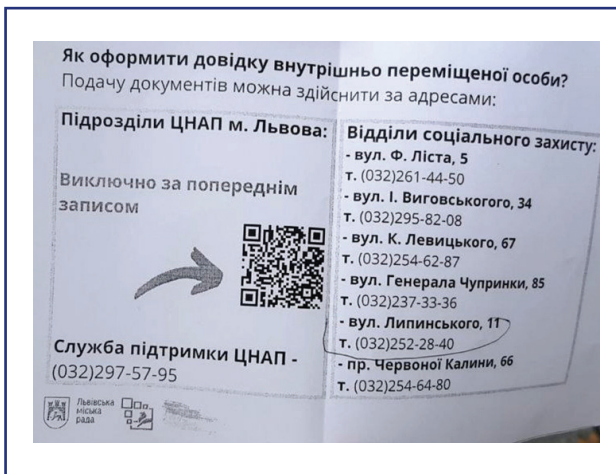 Як оформити довідку внутрішньо переміщеної особи?
Подачу документів можна здійснити за адресами:
Підрозділи ЦНАП м. Львова:
Виключно за попереднім
записом
Служба підтримки ЦНАП -
(032)297-57-95
Відділи соціального захисту:
- вул. Ф. Ліста, 5
т. (032)261-44-50
- вул. І. Виговськогого, 34
т. (032)295-82-08
- вул. К. Левицького, 67
т. (032)254-62-87
- вул. Генерала Чупринки, 85
т. (032)237-33-36
- вул. Липинського, 11
т. (032)252-28-40
- пр. Червоної Калини, 66
т. (032)254-64-80
Львівська
міська
рада